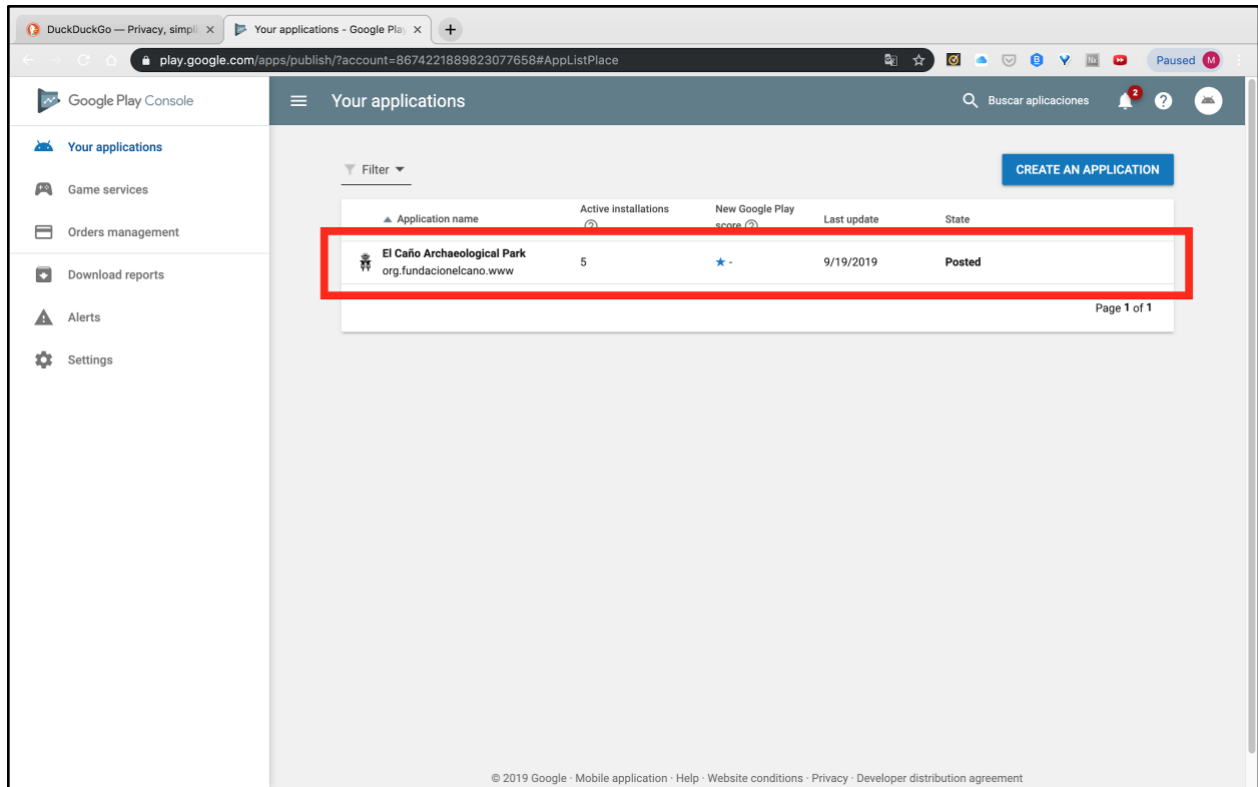 DuckDuckGo — Privacy, simpli
Your applications - Google Play
play.google.com/apps/publish/?account=8674221889823077658#AppListPlace
Paused M
Google Play Console
Your applications
Buscar aplicaciones
2
Your applications
Game services
Orders management
Download reports
Alerts
Settings
Filter
CREATE AN APPLICATION
Application name
Active installations
New Google Play
score
Last update
State
El Caño Archaeological Park
org.fundacionelcano.www
5
-
9/19/2019
Posted
Page 1 of 1
© 2019 Google · Mobile application · Help · Website conditions · Privacy · Developer distribution agreement